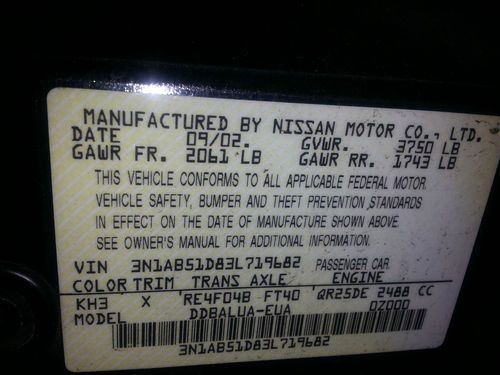 MANUFACTURED BY NISSAN MOTOR CO., LTD.
DATE 09/02. GVWR. 3750 LB
GAWR FR. 2061 LB GAWR RR. 1743 LB
THIS VEHICLE CONFORMS TO ALL APPLICABLE FEDERAL MOTOR
VEHICLE SAFETY, BUMPER AND THEFT PREVENTION STANDARDS
IN EFFECT ON THE DATE OF MANUFACTURE SHOWN ABOVE.
SEE OWNER'S MANUAL FOR ADDITIONAL INFORMATION.
VIN 3N1AB51D83L719682 PASSENGER CAR.
COLOR TRIM TRANS AXLE ENGINE
KH3 X RE4F04B FT40 QR25DE 2488 CC
MODEL DDBALUA-EUA 0Z000
3N1AB51D83L719682